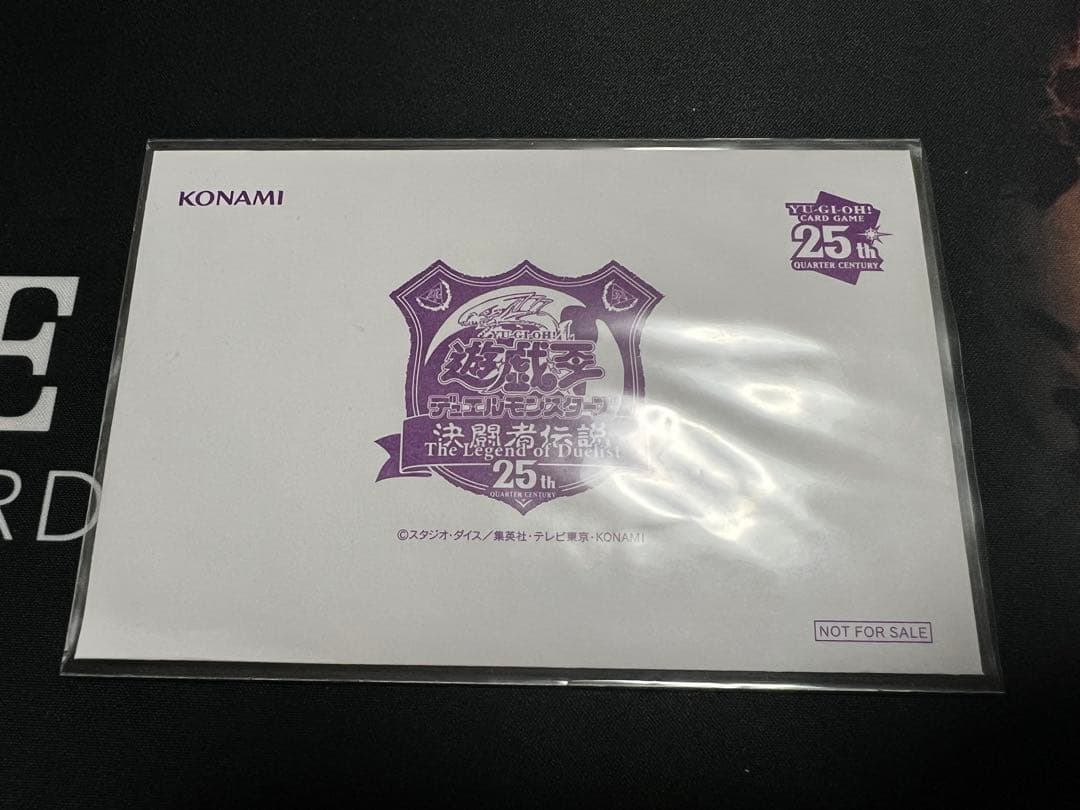 KONAMI
YU-GI-OH!
CARD GAME
25th
QUARTER CENTURY
YU-GI-OH!
遊戯王
デュエルモンスターズ
決闘者伝説
The Legend of Duelist
25th
QUARTER CENTURY
©スタジオ・ダイス／集英社・テレビ東京・KONAMI
NOT FOR SALE
E
RD